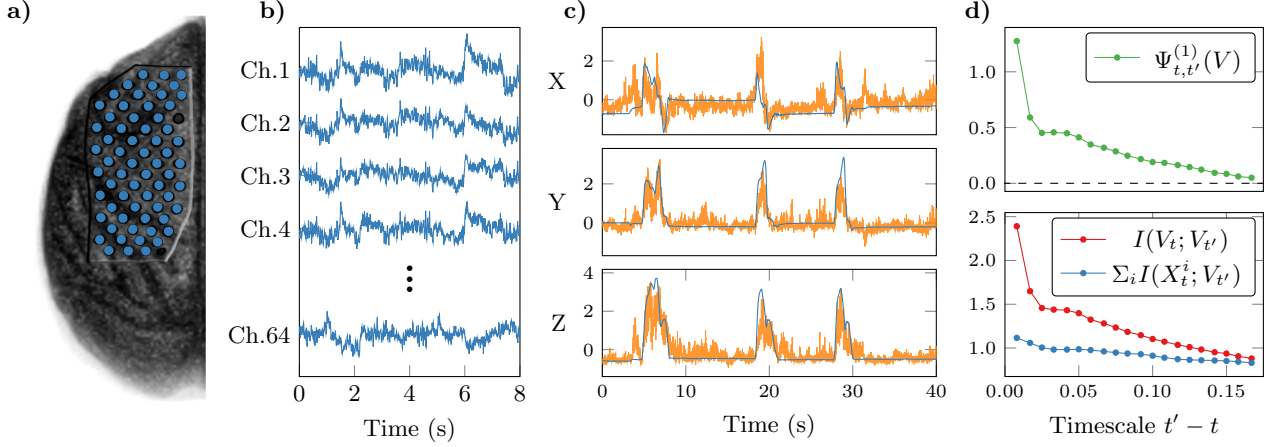 a)
b)
c)
d)
Ch.1
Ch.2
Ch.3
Ch.4
Ch.64
0 2 4 6 8
Time (s)
X
2
0
Y
2
0
Z
4
2
0
0 10 20 30 40
Time (s)
1.0
0.5
0.0
Ψ^{(1)}_{t,t′}(V)
2.5
2.0
1.5
1.0
I(V_t; V_{t′})
Σ_i I(X^i_t; V_{t′})
0.00 0.05 0.10 0.15
Timescale t′ − t